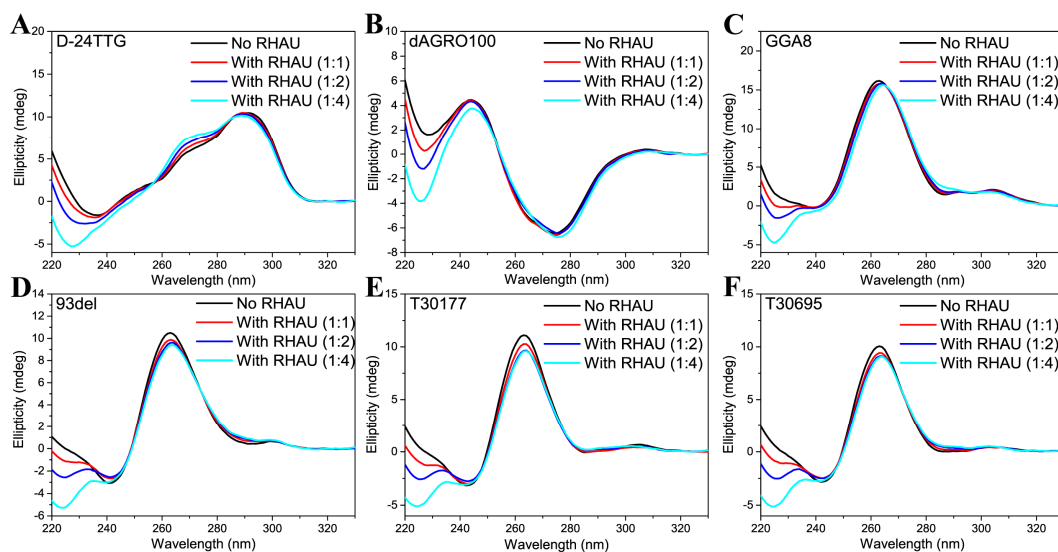 A
D-24TTG
No RHAU
With RHAU (1:1)
With RHAU (1:2)
With RHAU (1:4)
Ellipticity (mdeg)
20
15
10
5
0
-5
220 240 260 280 300 320
Wavelength (nm)
B
dAGRO100
No RHAU
With RHAU (1:1)
With RHAU (1:2)
With RHAU (1:4)
Ellipticity (mdeg)
8
6
4
2
0
-2
-4
-6
-8
220 240 260 280 300 320
Wavelength (nm)
C
GGA8
No RHAU
With RHAU (1:1)
With RHAU (1:2)
With RHAU (1:4)
Ellipticity (mdeg)
20
15
10
5
0
-5
220 240 260 280 300 320
Wavelength (nm)
D
93del
No RHAU
With RHAU (1:1)
With RHAU (1:2)
With RHAU (1:4)
Ellipticity (mdeg)
14
12
10
8
6
4
2
0
-2
-4
-6
220 240 260 280 300 320
Wavelength (nm)
E
T30177
No RHAU
With RHAU (1:1)
With RHAU (1:2)
With RHAU (1:4)
Ellipticity (mdeg)
15
10
5
0
-5
220 240 260 280 300 320
Wavelength (nm)
F
T30695
No RHAU
With RHAU (1:1)
With RHAU (1:2)
With RHAU (1:4)
Ellipticity (mdeg)
15
10
5
0
-5
220 240 260 280 300 320
Wavelength (nm)